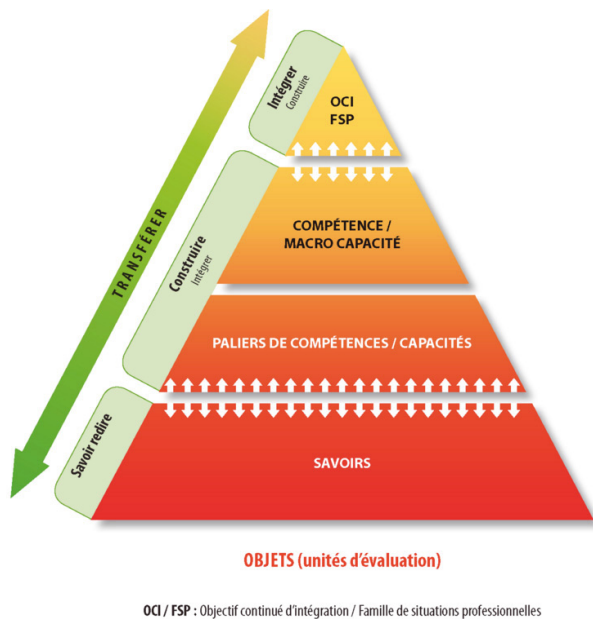 Intégrer
Construire
OCI
FSP
TRANSFÉRER
Construire
Intégrer
COMPÉTENCE /
MACRO CAPACITÉ
PALIERS DE COMPÉTENCES / CAPACITÉS
Savoir redire
SAVOIRS
OBJETS (unités d'évaluation)
OCI / FSP : Objectif continué d'intégration / Famille de situations professionnelles